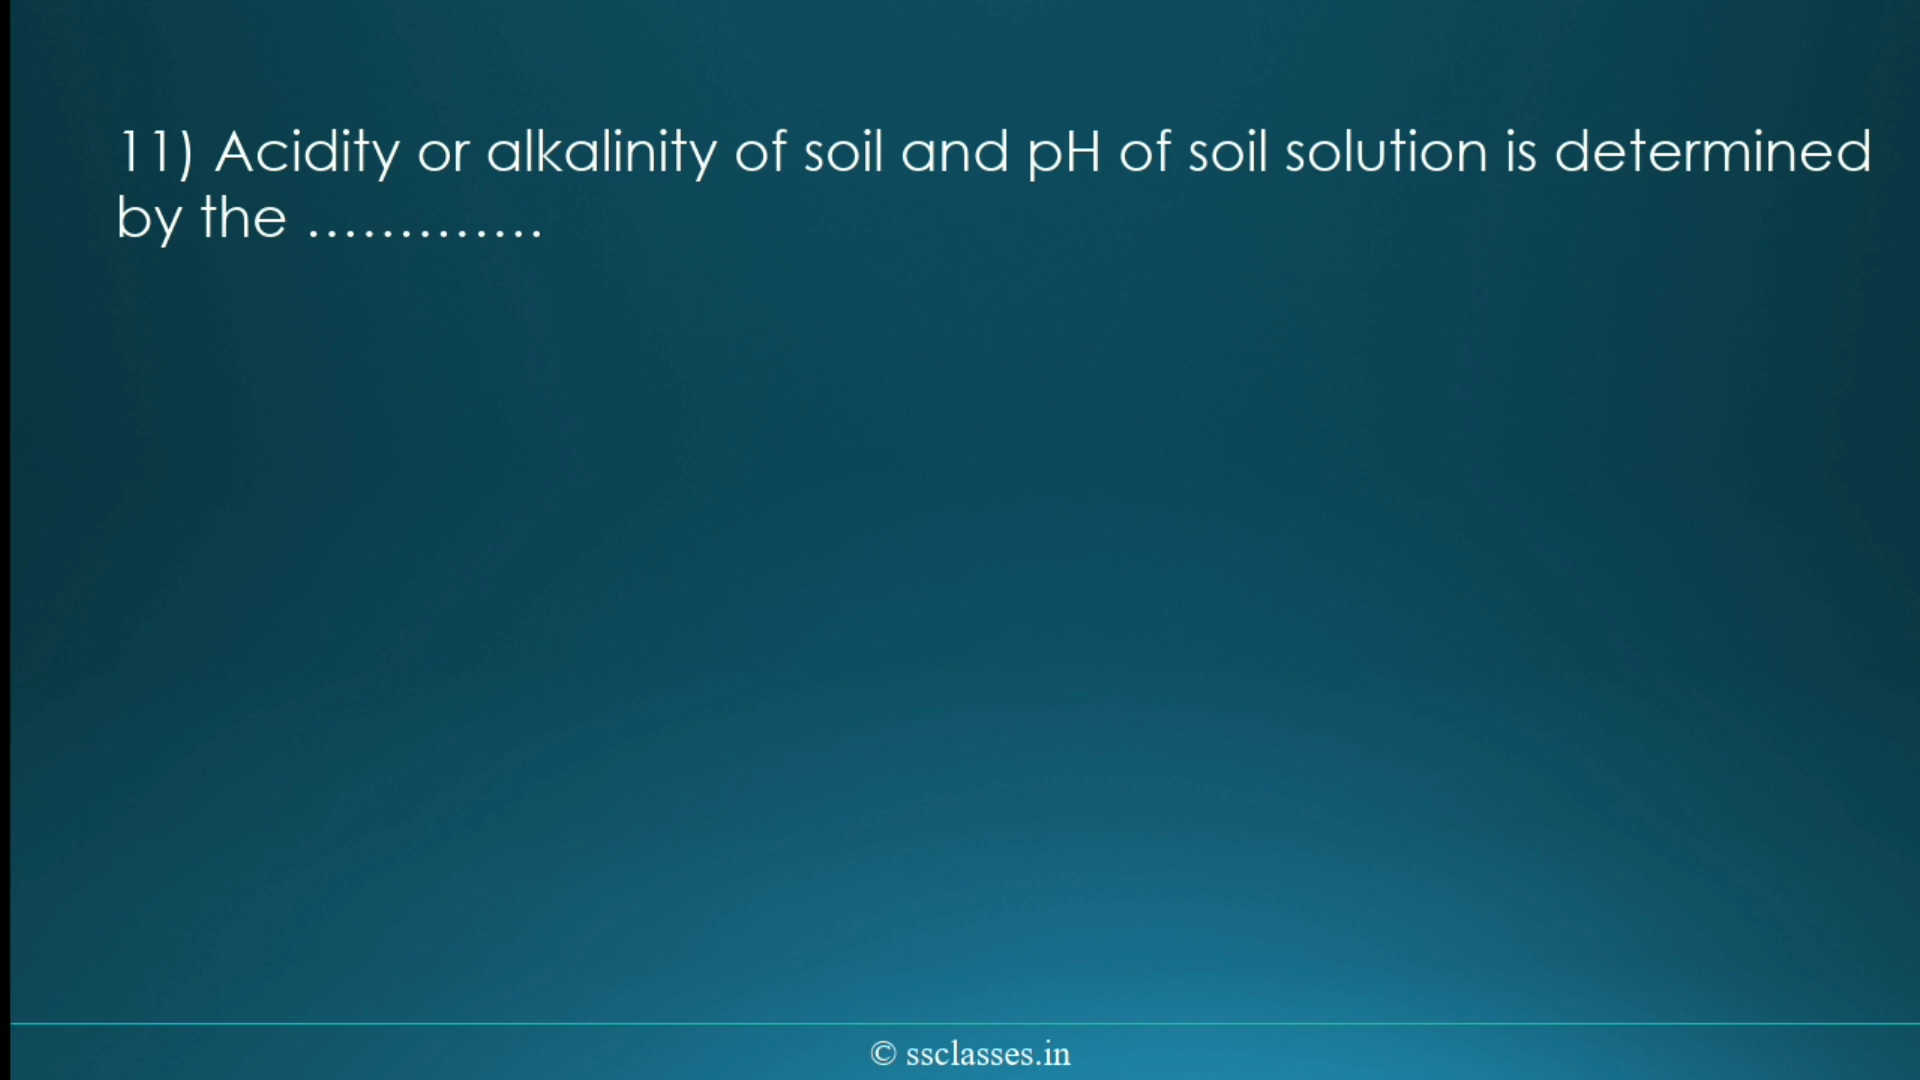 11) Acidity or alkalinity of soil and pH of soil solution is determined
by the .............
© ssclasses.in